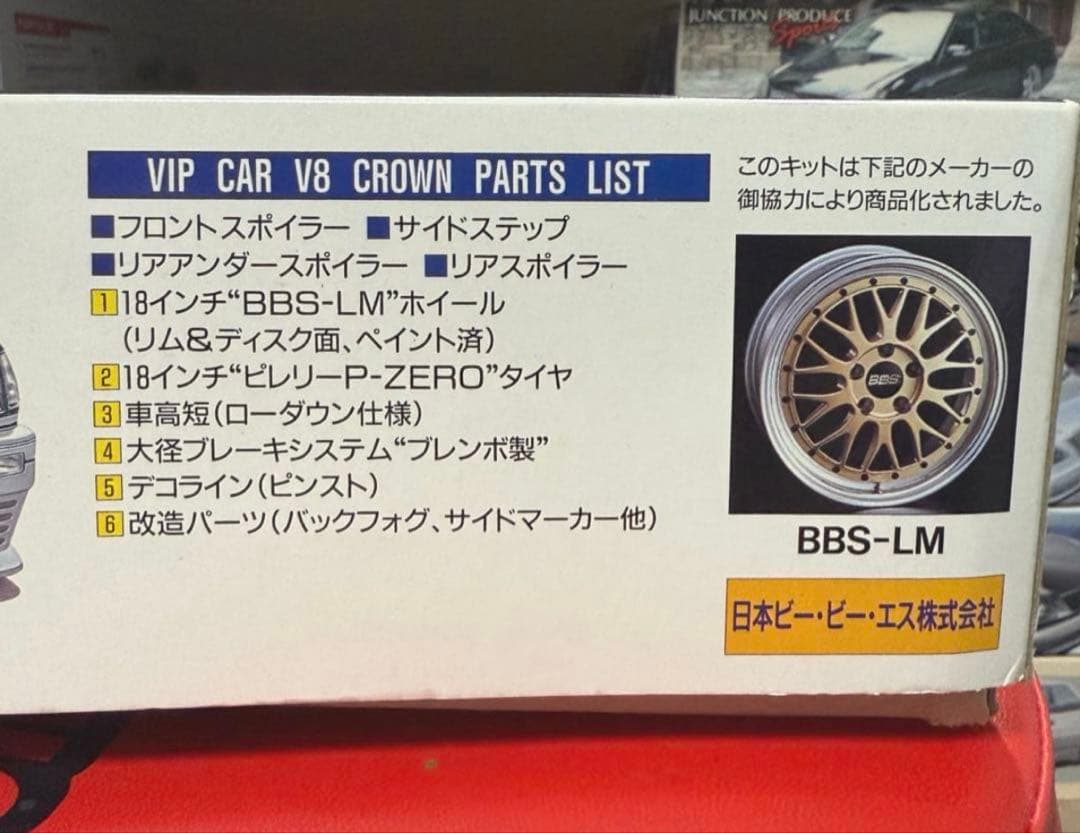 JUNCTION PRODUCE
Sports
VIP CAR V8 CROWN PARTS LIST
■フロントスポイラー ■サイドステップ
■リアアンダースポイラー ■リアスポイラー
1 18インチ“BBS-LM”ホイール
(リム&ディスク面、ペイント済)
2 18インチ“ピレリーP-ZERO”タイヤ
3 車高短(ローダウン仕様)
4 大径ブレーキシステム“ブレンボ製”
5 デコライン(ピンスト)
6 改造パーツ(バックフォグ、サイドマーカー他)
このキットは下記のメーカーの
御協力により商品化されました。
BBS
BBS-LM
日本ビー・ビー・エス株式会社